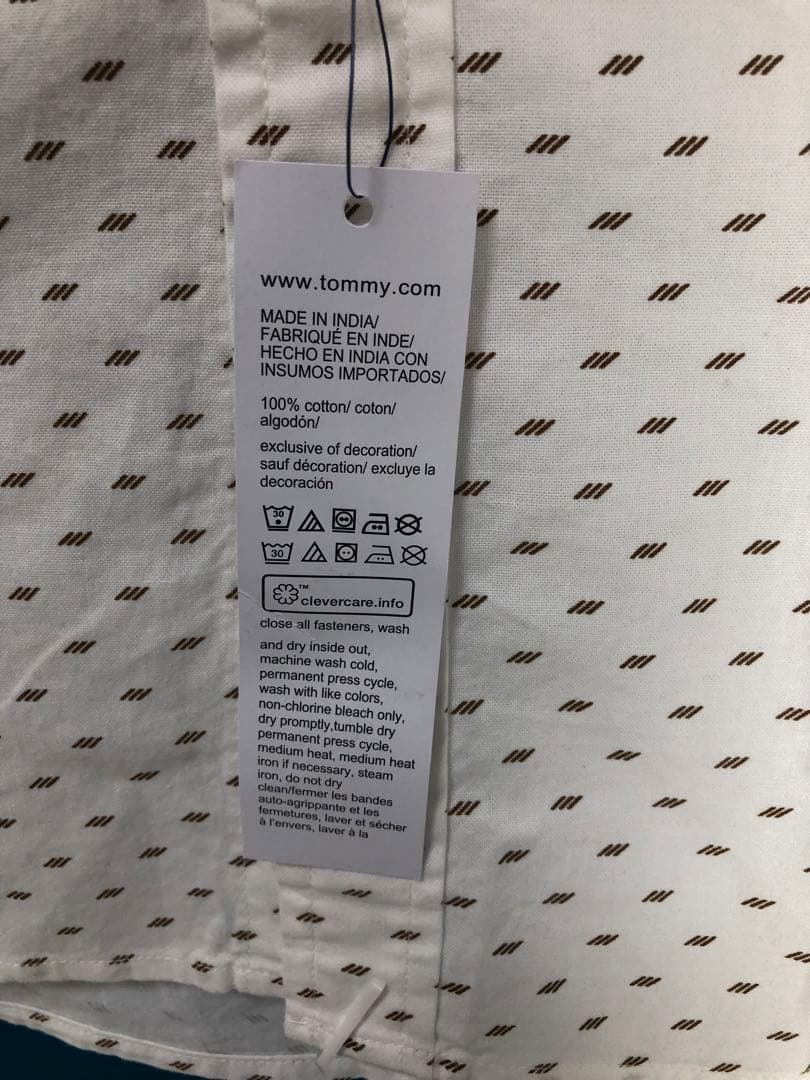 www.tommy.com
MADE IN INDIA/
FABRIQUÉ EN INDE/
HECHO EN INDIA CON
INSUMOS IMPORTADOS/
100% cotton/ coton/
algodón/
exclusive of decoration/
sauf décoration/ excluye la
decoración
30
30
™
clevercare.info
close all fasteners, wash
and dry inside out,
machine wash cold,
permanent press cycle,
wash with like colors,
non-chlorine bleach only,
dry promptly,tumble dry
permanent press cycle,
medium heat, medium heat
iron if necessary, steam
iron, do not dry
clean/fermer les bandes
auto-agrippante et les
fermetures, laver et sécher
à l'envers, laver à la